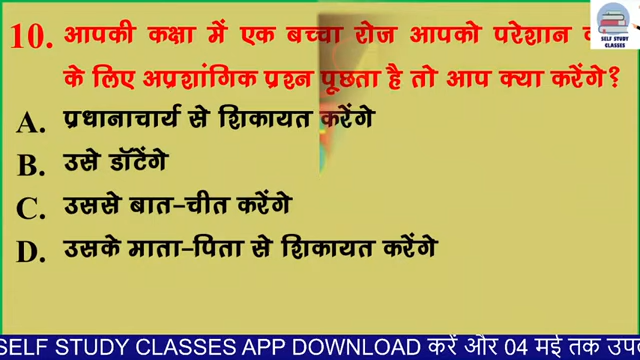 10. आपकी कक्षा में एक बच्चा रोज आपको परेशान
के लिए अप्रशांगिक प्रश्न पूछता है तो आप क्या करेंगे?
A. प्रधानाचार्य से शिकायत करेंगे
B. उसे डॉटेंगे
C. उससे बात-चीत करेंगे
D. उसके माता-पिता से शिकायत करेंगे
SELF STUDY
CLASSES
SELF STUDY CLASSES APP DOWNLOAD करें और 04 मई तक